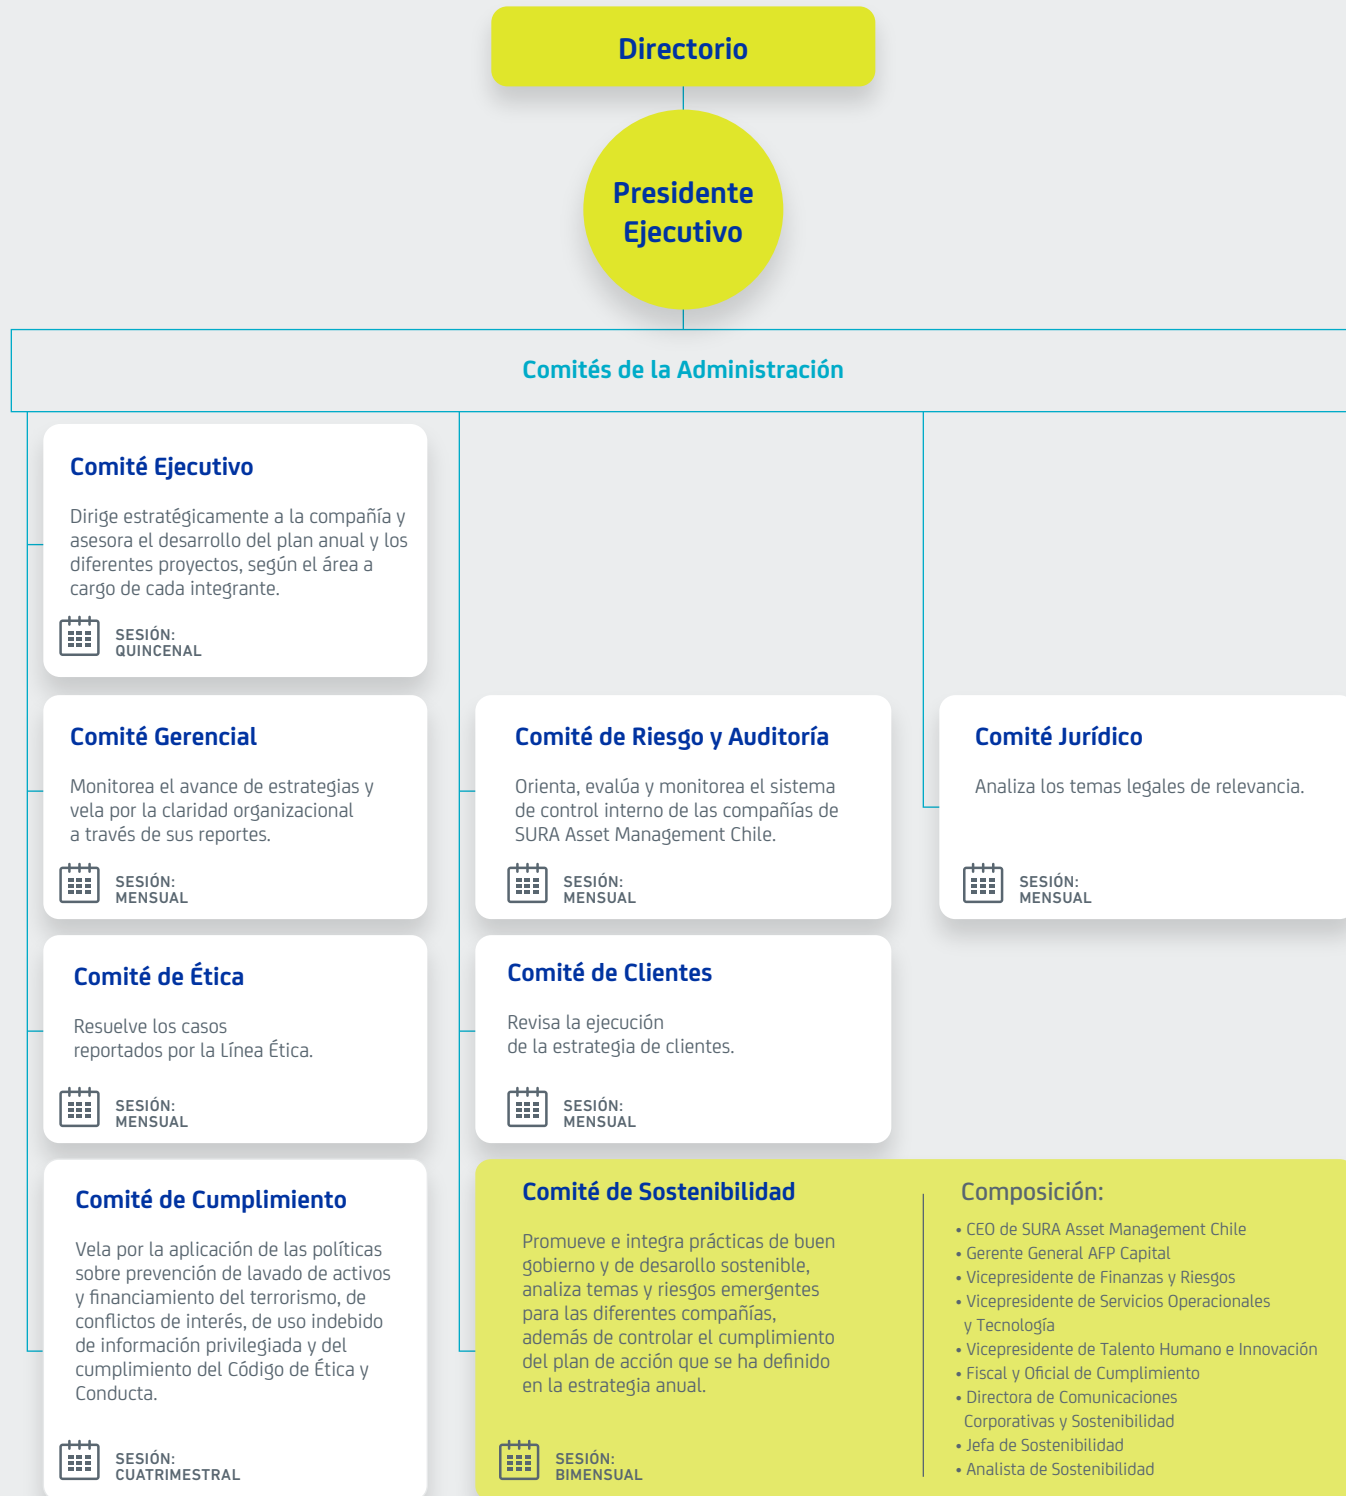 Directorio
Presidente
Ejecutivo
Comités de la Administración
Comité Ejecutivo
Dirige estratégicamente a la compañía y
asesora el desarrollo del plan anual y los
diferentes proyectos, según el área a
cargo de cada integrante.
SESIÓN:
QUINCENAL
Comité Gerencial
Monitorea el avance de estrategias y
vela por la claridad organizacional
a través de sus reportes.
SESIÓN:
MENSUAL
Comité de Riesgo y Auditoría
Orienta, evalúa y monitorea el sistema
de control interno de las compañías de
SURA Asset Management Chile.
SESIÓN:
MENSUAL
Comité Jurídico
Analiza los temas legales de relevancia.
SESIÓN:
MENSUAL
Comité de Ética
Resuelve los casos
reportados por la Línea Ética.
SESIÓN:
MENSUAL
Comité de Clientes
Revisa la ejecución
de la estrategia de clientes.
SESIÓN:
MENSUAL
Comité de Cumplimiento
Vela por la aplicación de las políticas
sobre prevención de lavado de activos
y financiamiento del terrorismo, de
conflictos de interés, de uso indebido
de información privilegiada y del
cumplimiento del Código de Ética y
Conducta.
SESIÓN:
CUATRIMESTRAL
Comité de Sostenibilidad
Promueve e integra prácticas de buen
gobierno y de desarollo sostenible,
analiza temas y riesgos emergentes
para las diferentes compañías,
además de controlar el cumplimiento
del plan de acción que se ha definido
en la estrategia anual.
SESIÓN:
BIMENSUAL
Composición:
• CEO de SURA Asset Management Chile
• Gerente General AFP Capital
• Vicepresidente de Finanzas y Riesgos
• Vicepresidente de Servicios Operacionales
y Tecnología
• Vicepresidente de Talento Humano e Innovación
• Fiscal y Oficial de Cumplimiento
• Directora de Comunicaciones
Corporativas y Sostenibilidad
• Jefa de Sostenibilidad
• Analista de Sostenibilidad